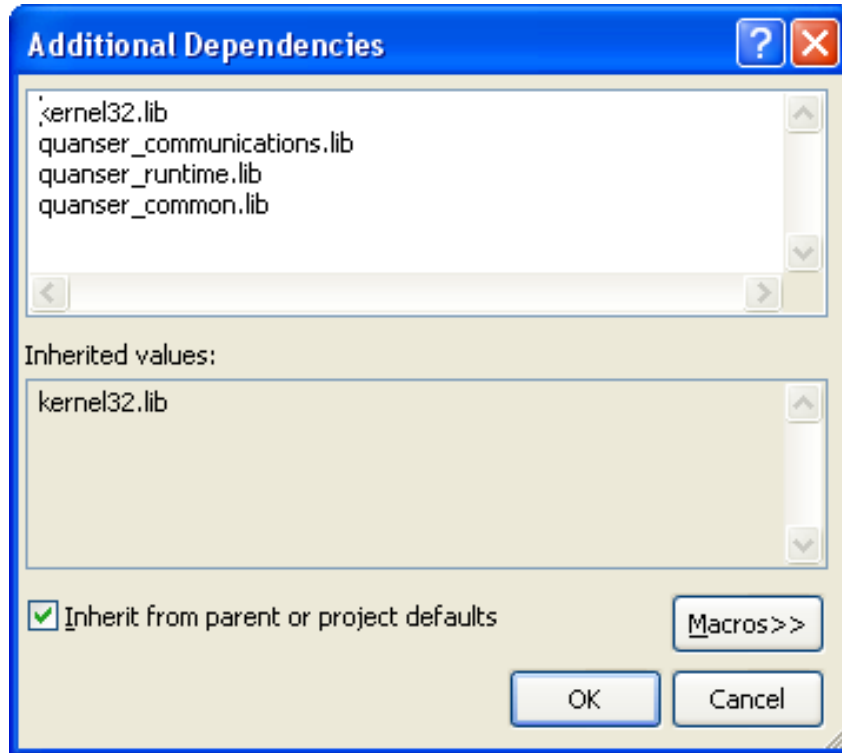 Additional Dependencies
kernel32.lib
quanser_communications.lib
quanser_runtime.lib
quanser_common.lib
Inherited values:
kernel32.lib
Inherit from parent or project defaults
Macros>>
OK
Cancel